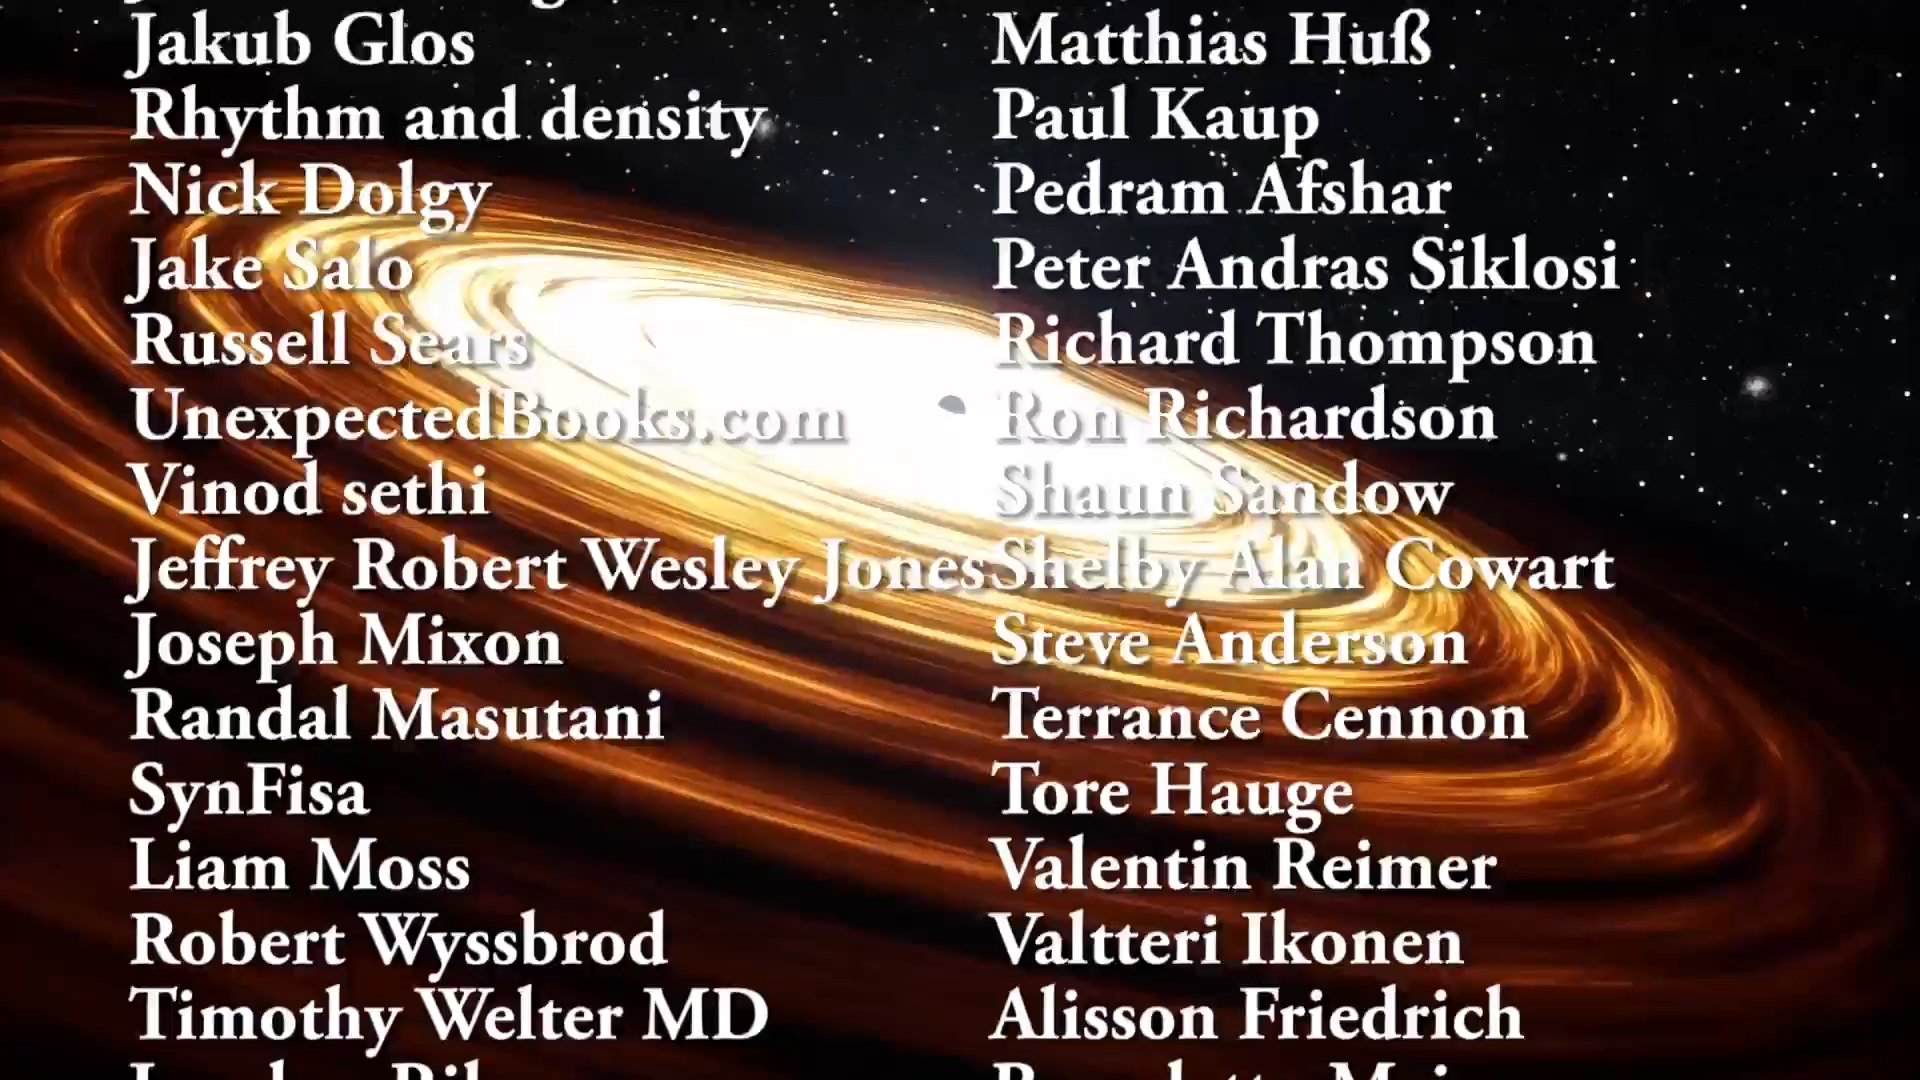 Jakub Glos
Rhythm and density
Nick Dolgy
Jake Salo
Russell Sears
UnexpectedBooks.com
Vinod sethi
Jeffrey Robert Wesley Jones
Joseph Mixon
Randal Masutani
SynFisa
Liam Moss
Robert Wyssbrod
Timothy Welter MD
Matthias Huß
Paul Kaup
Pedram Afshar
Peter Andras Siklosi
Richard Thompson
Ron Richardson
Shaun Sandow
Shelby Alan Cowart
Steve Anderson
Terrance Cennon
Tore Hauge
Valentin Reimer
Valtteri Ikonen
Alisson Friedrich